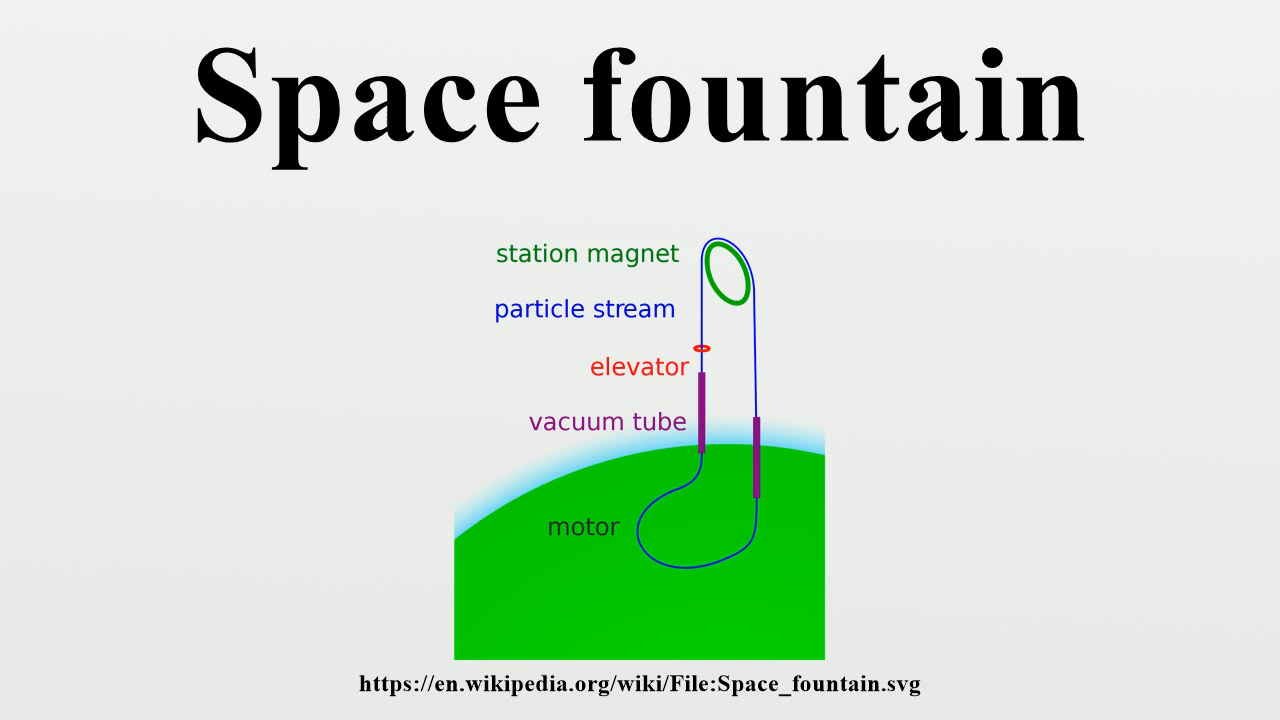 Space fountain
station magnet
particle stream
elevator
vacuum tube
motor
https://en.wikipedia.org/wiki/File:Space_fountain.svg